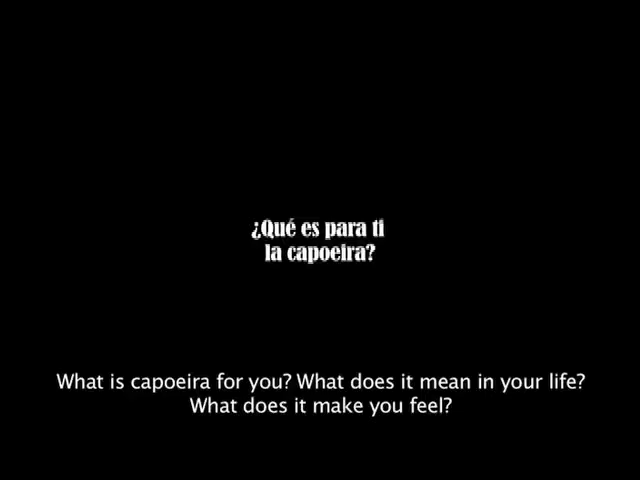 ¿Qué es para ti
la capoeira?
What is capoeira for you? What does it mean in your life?
What does it make you feel?